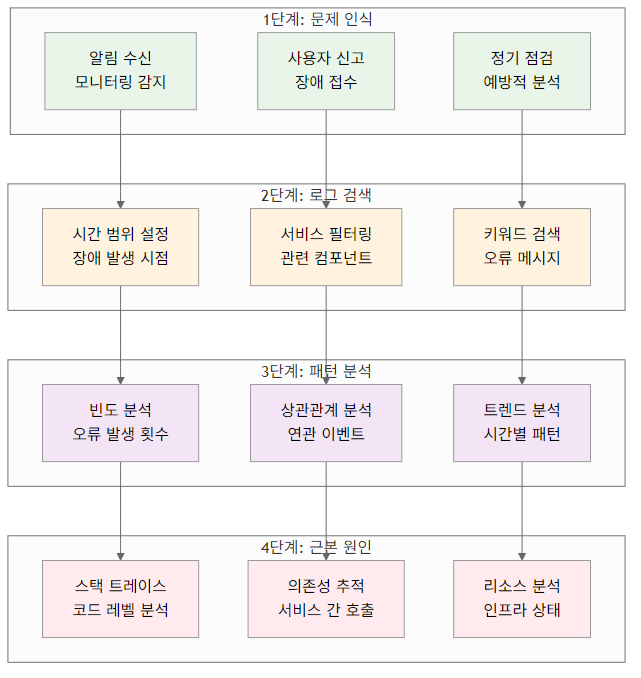 1단계: 문제 인식
알림 수신
모니터링 감지
사용자 신고
장애 접수
정기 점검
예방적 분석
2단계: 로그 검색
시간 범위 설정
장애 발생 시점
서비스 필터링
관련 컴포넌트
키워드 검색
오류 메시지
3단계: 패턴 분석
빈도 분석
오류 발생 횟수
상관관계 분석
연관 이벤트
트렌드 분석
시간별 패턴
4단계: 근본 원인
스택 트레이스
코드 레벨 분석
의존성 추적
서비스 간 호출
리소스 분석
인프라 상태